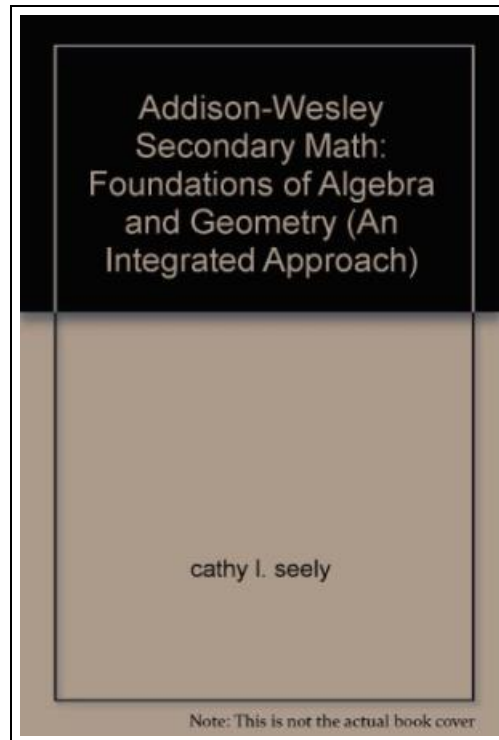 Addison-Wesley
Secondary Math:
Foundations of Algebra
and Geometry (An
Integrated Approach)
cathy l. seely
Note: This is not the actual book cover